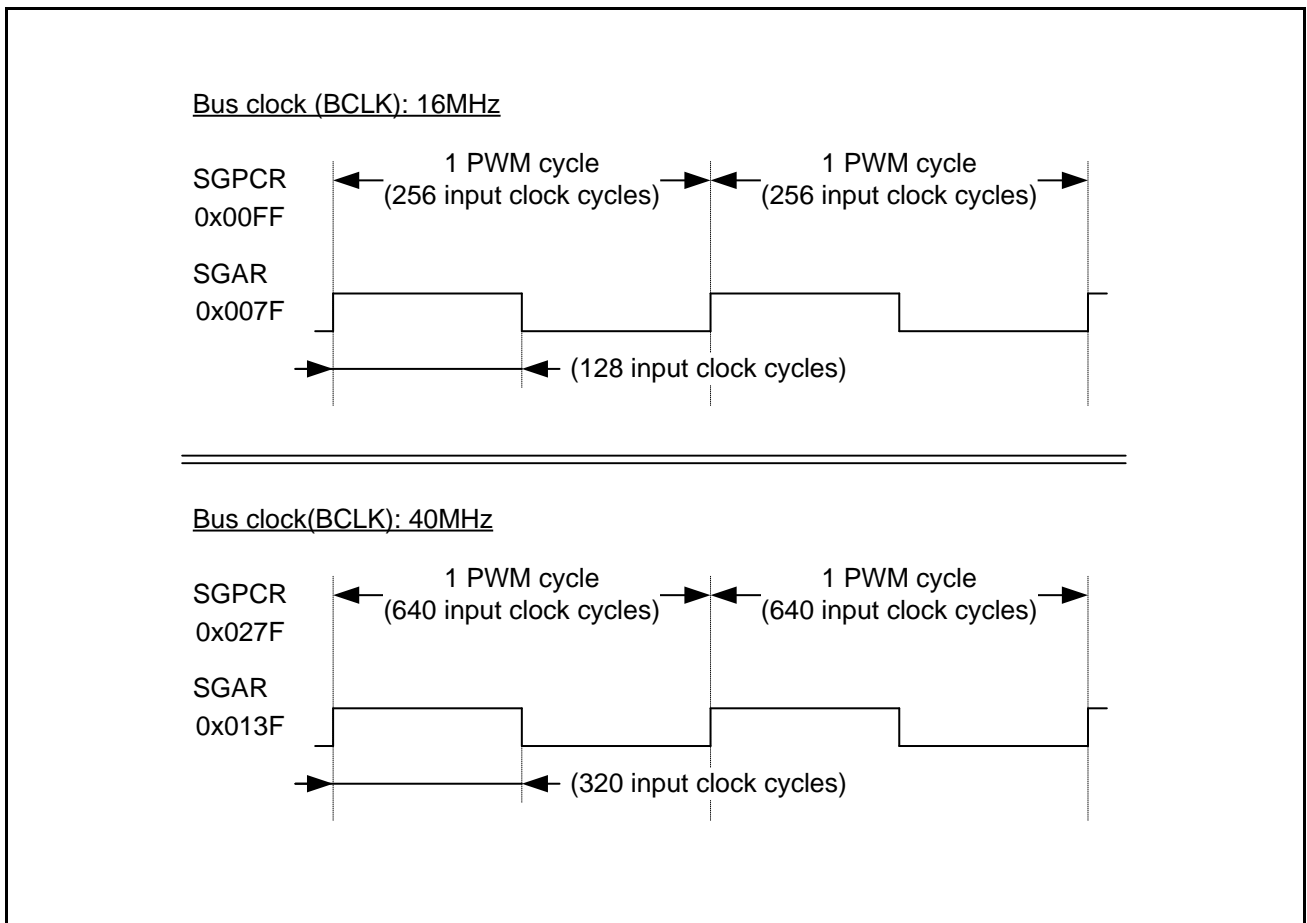 Bus clock (BCLK): 16MHz
SGPCR
0x00FF
1 PWM cycle
(256 input clock cycles)
1 PWM cycle
(256 input clock cycles)
SGAR
0x007F
(128 input clock cycles)
Bus clock(BCLK): 40MHz
SGPCR
0x027F
1 PWM cycle
(640 input clock cycles)
1 PWM cycle
(640 input clock cycles)
SGAR
0x013F
(320 input clock cycles)